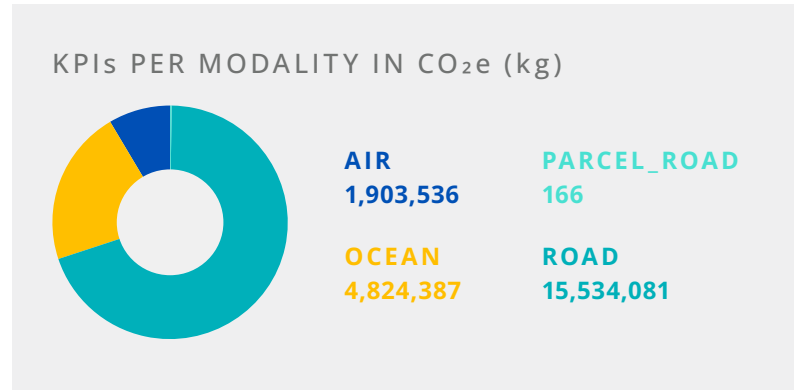 KPIs PER MODALITY IN CO₂e (kg)
AIR
1,903,536
PARCEL_ROAD
166
OCEAN
4,824,387
ROAD
15,534,081